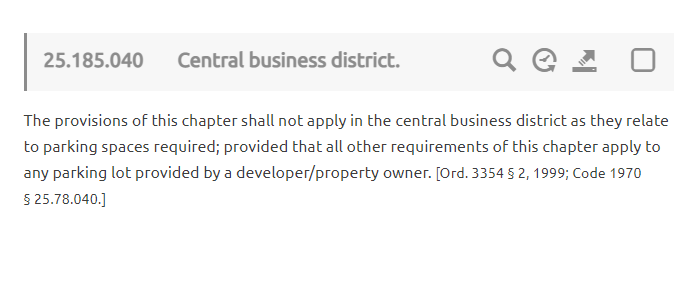 25.185.040 Central business district.
The provisions of this chapter shall not apply in the central business district as they relate
to parking spaces required; provided that all other requirements of this chapter apply to
any parking lot provided by a developer/property owner. [Ord. 3354 § 2, 1999; Code 1970
§ 25.78.040.]